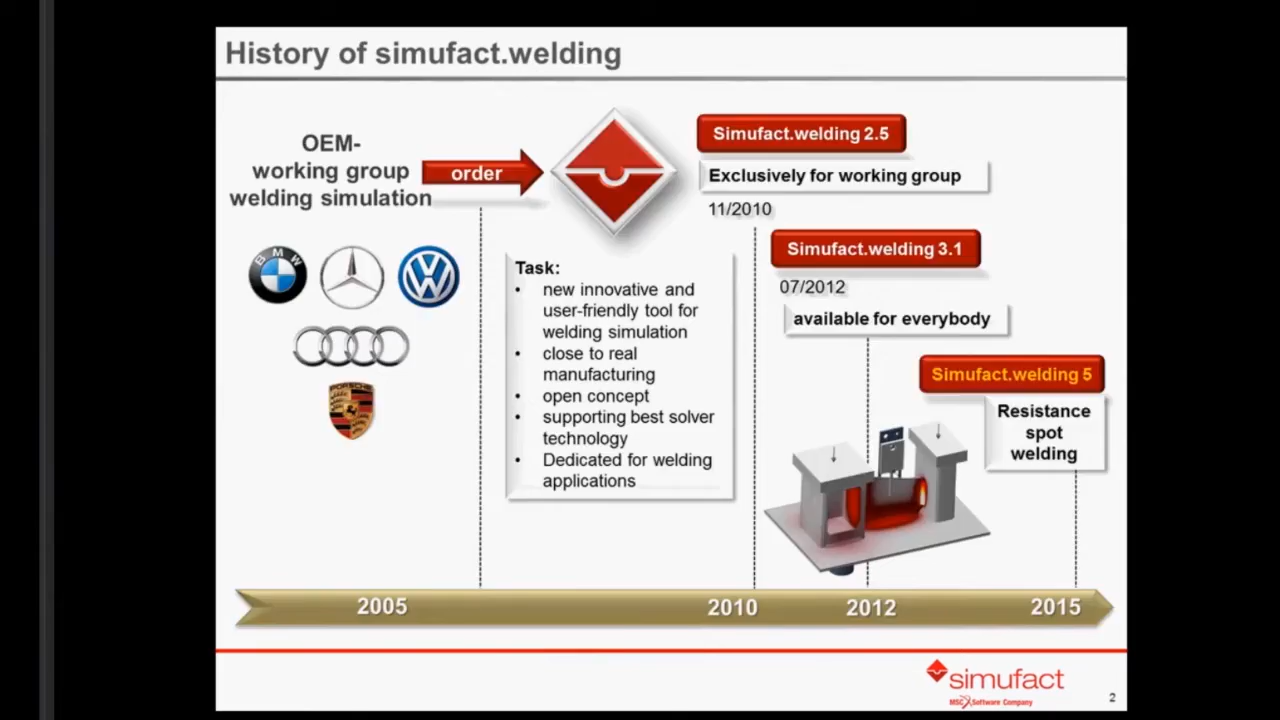 History of simufact.welding
OEM-
working group
welding simulation
order
BMW
PORSCHE
Task:
• new innovative and
user-friendly tool for
welding simulation
• close to real
manufacturing
• open concept
• supporting best solver
technology
• Dedicated for welding
applications
Simufact.welding 2.5
Exclusively for working group
11/2010
Simufact.welding 3.1
07/2012
available for everybody
Simufact.welding 5
Resistance
spot
welding
2005
2010
2012
2015
simufact
MSC Software Company
2